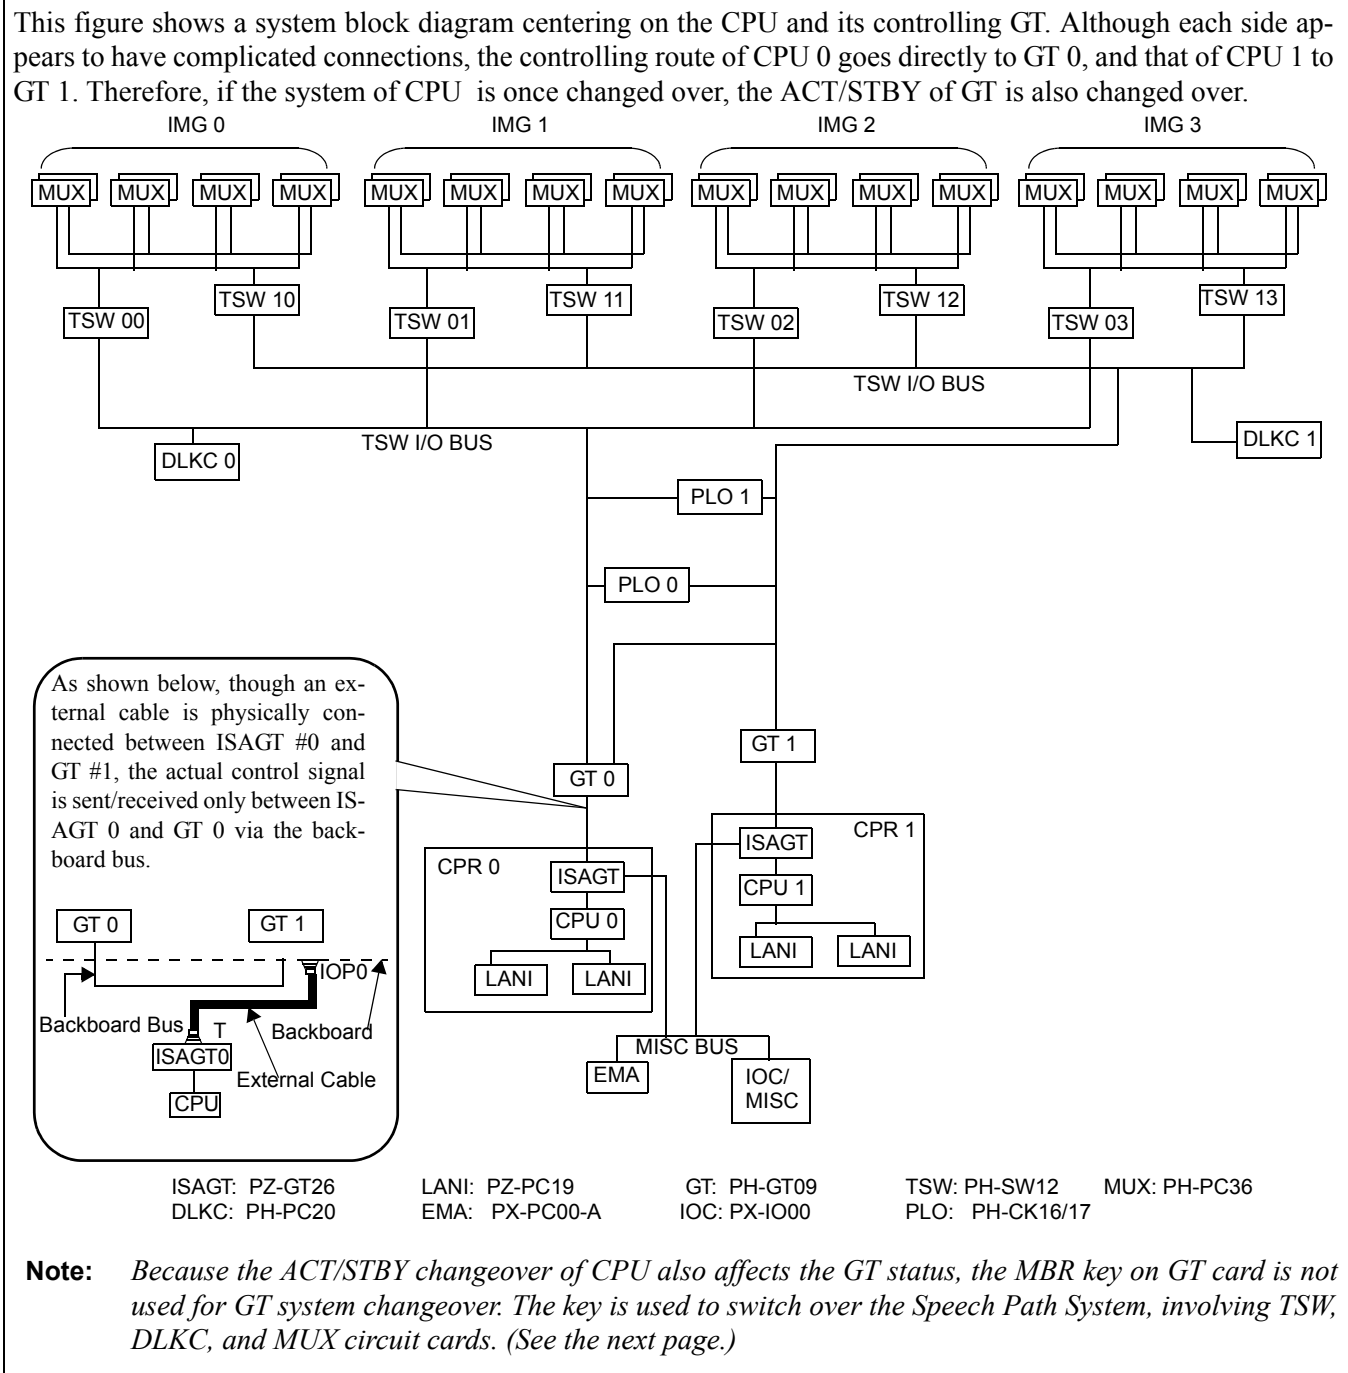 This figure shows a system block diagram centering on the CPU and its controlling GT. Although each side ap-
pears to have complicated connections, the controlling route of CPU 0 goes directly to GT 0, and that of CPU 1 to
GT 1. Therefore, if the system of CPU is once changed over, the ACT/STBY of GT is also changed over.
IMG 0 IMG 1 IMG 2 IMG 3
MUX MUX MUX MUX MUX MUX MUX MUX MUX MUX MUX MUX MUX MUX MUX MUX
TSW 10 TSW 11 TSW 12 TSW 13
TSW 00 TSW 01 TSW 02 TSW 03
TSW I/O BUS
TSW I/O BUS
DLKC 1
DLKC 0
PLO 1
PLO 0
As shown below, though an ex-
ternal cable is physically con-
nected between ISAGT #0 and
GT #1, the actual control signal
is sent/received only between IS-
AGT 0 and GT 0 via the back-
board bus.
GT 1
GT 0
CPR 1
ISAGT
CPU 1
LANI LANI
CPR 0
ISAGT
CPU 0
LANI LANI
GT 0 GT 1
IOP0
Backboard Bus T Backboard
ISAGT0
External Cable
CPU
MISC BUS
EMA
IOC/
MISC
ISAGT: PZ-GT26 LANI: PZ-PC19 GT: PH-GT09 TSW: PH-SW12 MUX: PH-PC36
DLKC: PH-PC20 EMA: PX-PC00-A IOC: PX-IO00 PLO: PH-CK16/17
Note: Because the ACT/STBY changeover of CPU also affects the GT status, the MBR key on GT card is not
used for GT system changeover. The key is used to switch over the Speech Path System, involving TSW,
DLKC, and MUX circuit cards. (See the next page.)